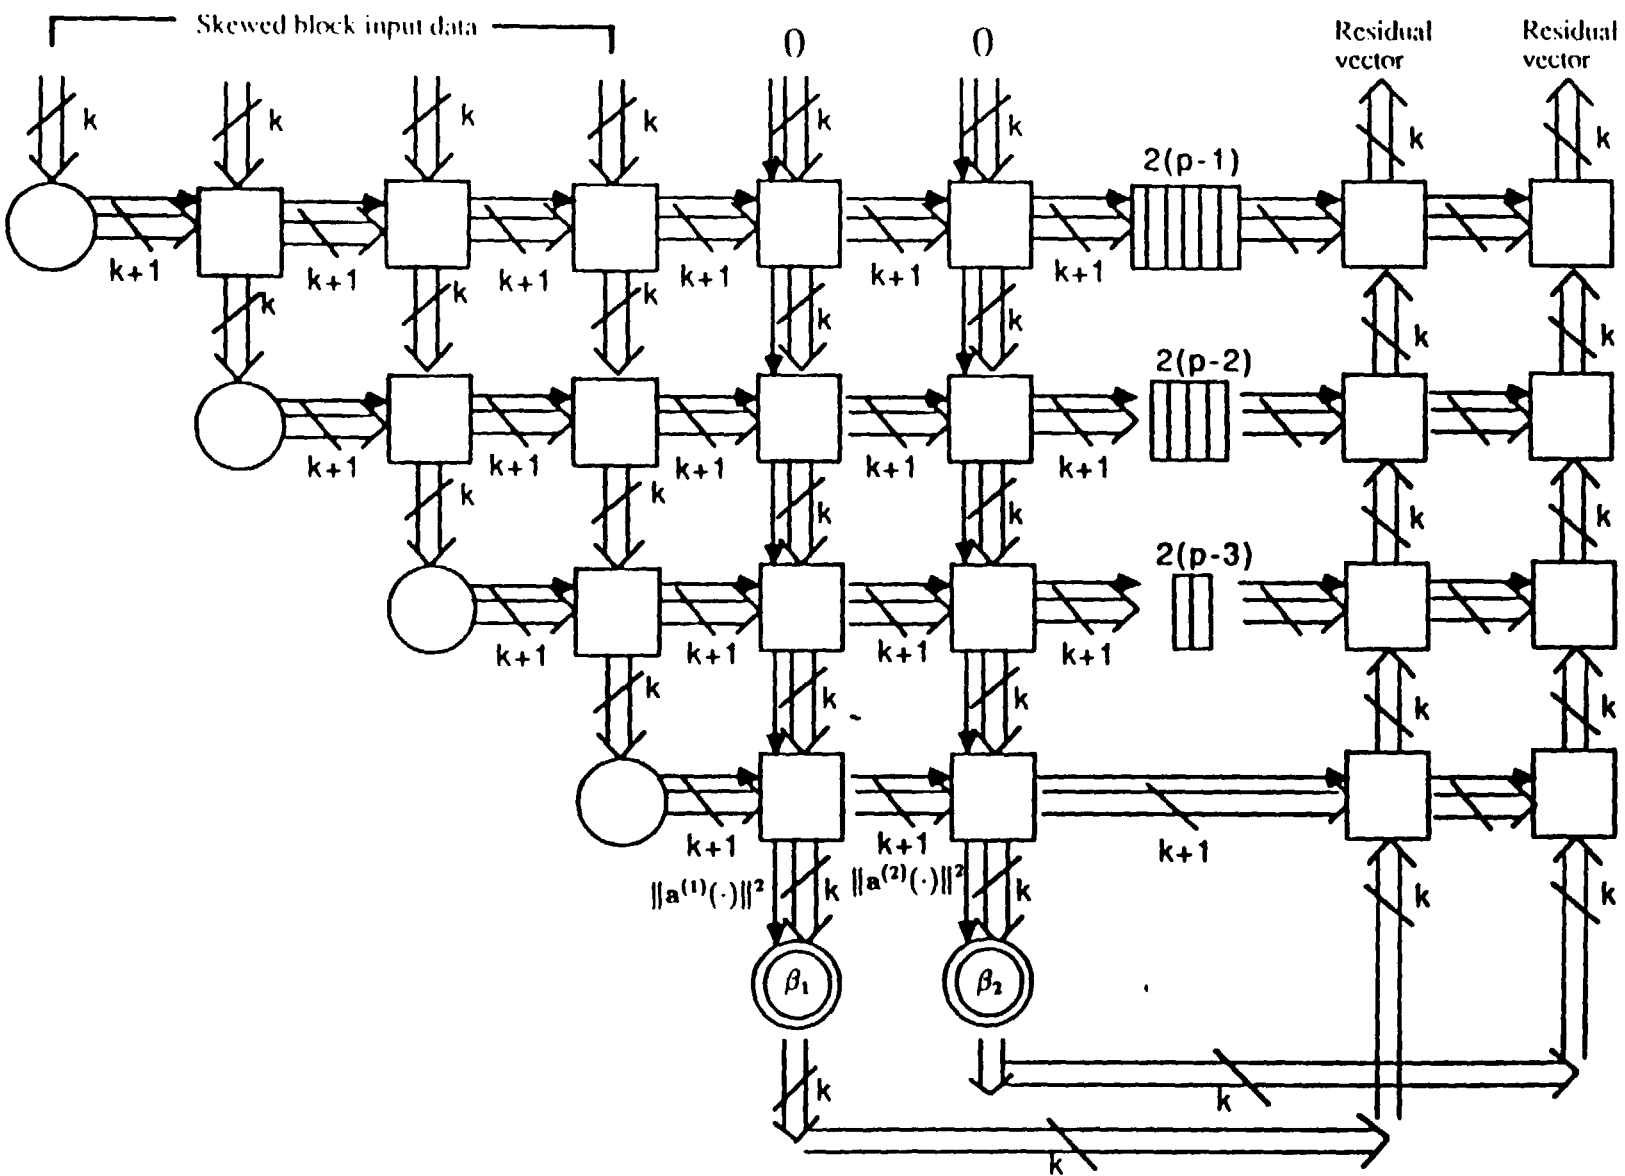 Skewed block input data
0
0
Residual
vector
Residual
vector
k
k
k
k
k
k
k
k
2(p-1)
k+1
k+1
k+1
k+1
k+1
k+1
k
k
k
k
k
k
k
2(p-2)
k+1
k+1
k+1
k+1
k+1
k
k
k
k
k
k
2(p-3)
k+1
k+1
k+1
k+1
k
k
k
k
k
k+1
k+1
k+1
‖a⁽¹⁾(·)‖²
k
‖a⁽²⁾(·)‖²
k
k
k
β₁
β₂
k
k
k